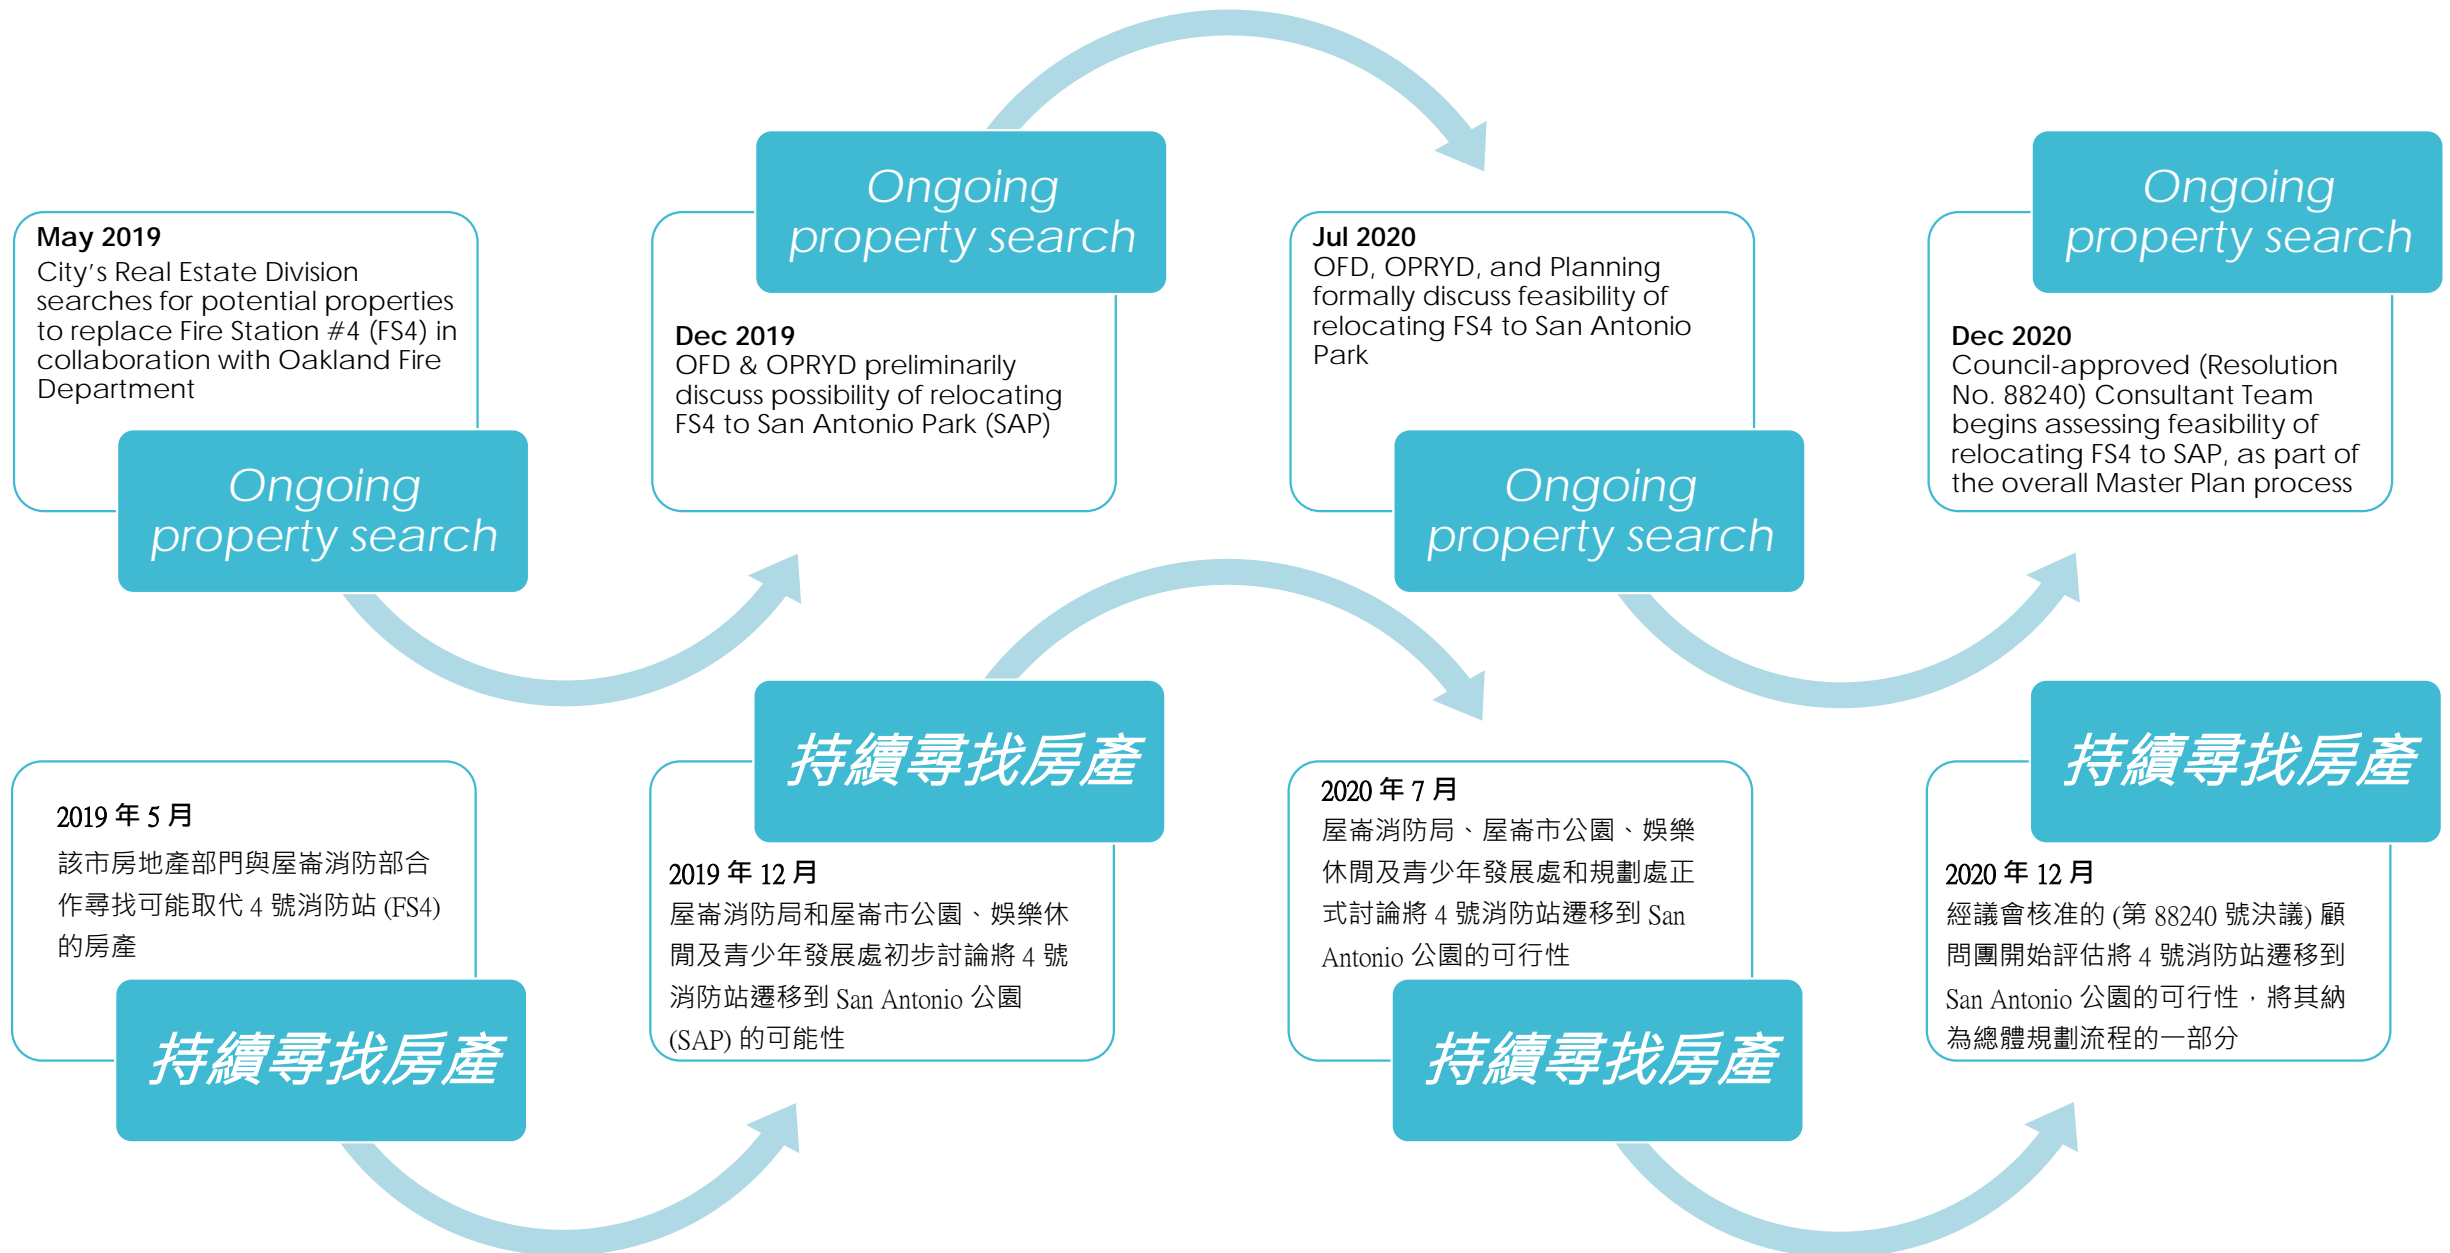 May 2019
City's Real Estate Division
searches for potential properties
to replace Fire Station #4 (FS4) in
collaboration with Oakland Fire
Department
Ongoing
property search
Ongoing
property search
Dec 2019
OFD & OPRYD preliminarily
discuss possibility of relocating
FS4 to San Antonio Park (SAP)
Jul 2020
OFD, OPRYD, and Planning
formally discuss feasibility of
relocating FS4 to San Antonio
Park
Ongoing
property search
Ongoing
property search
Dec 2020
Council-approved (Resolution
No. 88240) Consultant Team
begins assessing feasibility of
relocating FS4 to SAP, as part of
the overall Master Plan process
2019 年 5 月
該市房地產部門與屋崙消防部合
作尋找可能取代 4 號消防站 (FS4)
的房產
持續尋找房產
持續尋找房產
2019 年 12 月
屋崙消防局和屋崙市公園、娛樂休
閒及青少年發展處初步討論將 4 號
消防站遷移到 San Antonio 公園
(SAP) 的可能性
2020 年 7 月
屋崙消防局、屋崙市公園、娛樂
休閒及青少年發展處和規劃處正
式討論將 4 號消防站遷移到 San
Antonio 公園的可行性
持續尋找房產
持續尋找房產
2020 年 12 月
經議會核准的 (第 88240 號決議) 顧
問團開始評估將 4 號消防站遷移到
San Antonio 公園的可行性，將其納
為總體規劃流程的一部分